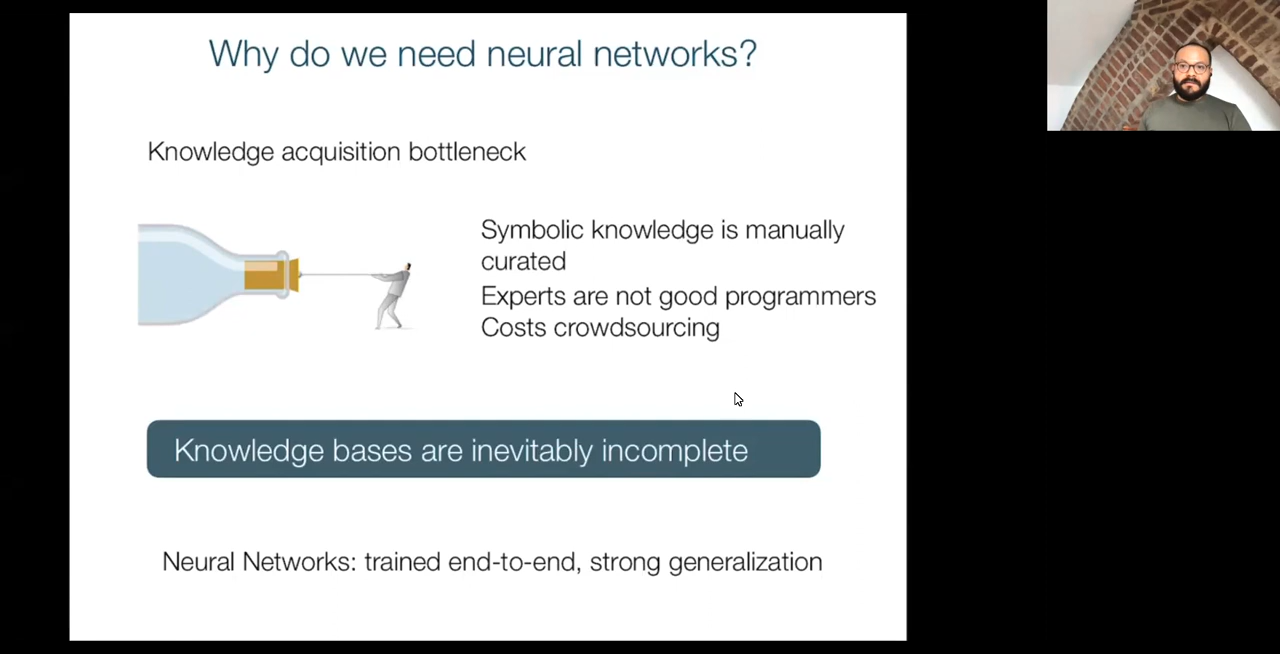 Why do we need neural networks?
Knowledge acquisition bottleneck
Symbolic knowledge is manually
curated
Experts are not good programmers
Costs crowdsourcing
Knowledge bases are inevitably incomplete
Neural Networks: trained end-to-end, strong generalization